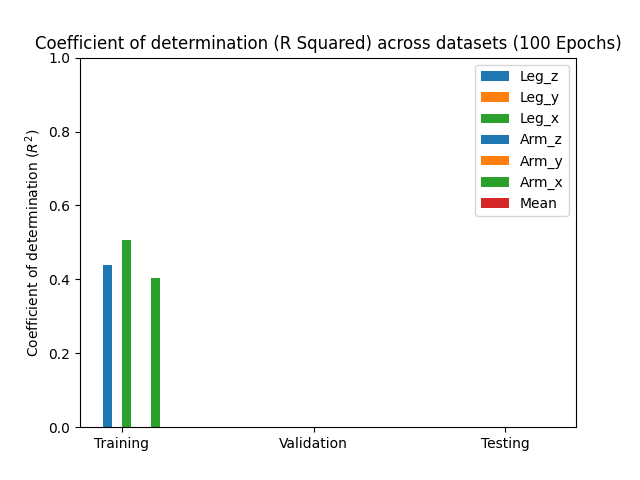 Coefficient of determination (R Squared) across datasets (100 Epochs)
Coefficient of determination (R²)
1.0
0.8
0.6
0.4
0.2
0.0
Training
Validation
Testing
Leg_z
Leg_y
Leg_x
Arm_z
Arm_y
Arm_x
Mean